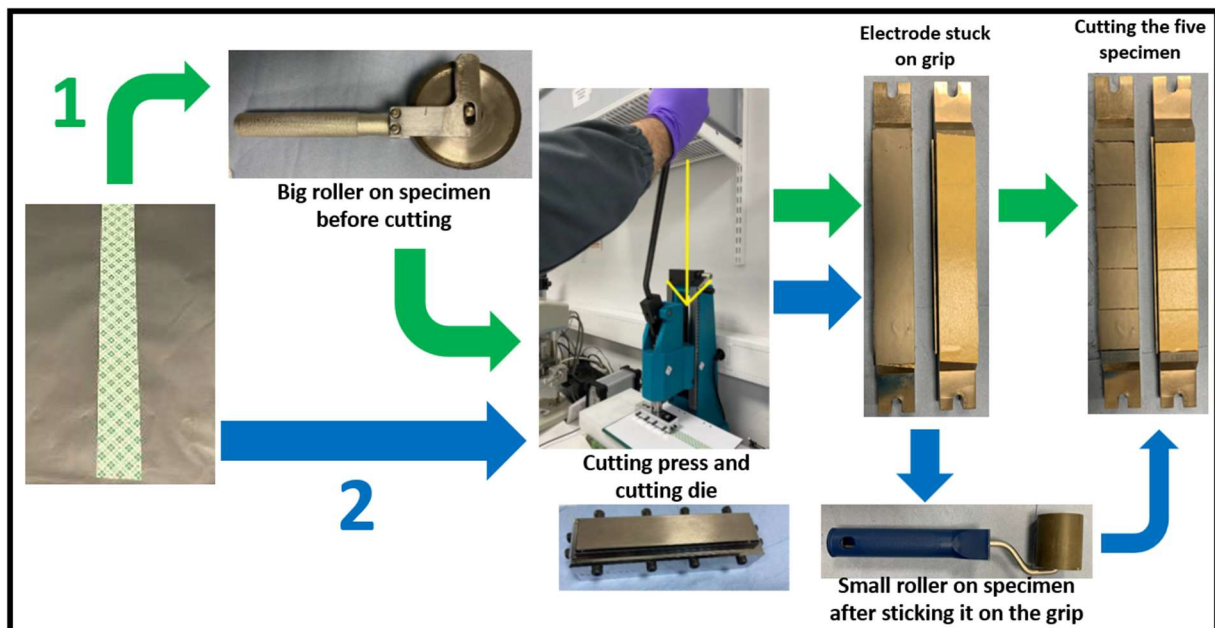 1
Big roller on specimen
before cutting
2
Cutting press and
cutting die
Electrode stuck
on grip
Cutting the five
specimen
Small roller on specimen
after sticking it on the grip